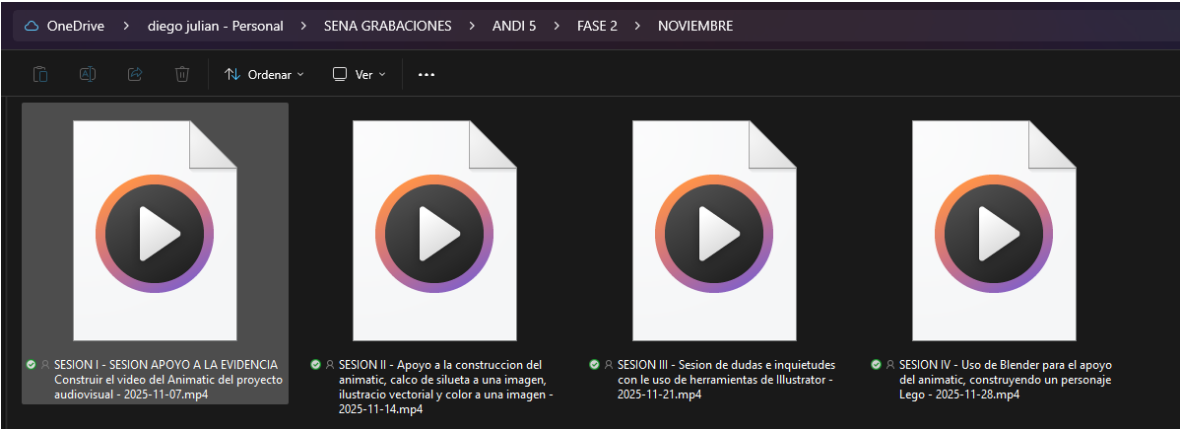 OneDrive > diego julian - Personal > SENA GRABACIONES > ANDI 5 > FASE 2 > NOVIEMBRE
Ordenar Ver ...
SESION I - SESION APOYO A LA EVIDENCIA
Construir el video del Animatic del proyecto
audiovisual - 2025-11-07.mp4
SESION II - Apoyo a la construccion del
animatic, calco de silueta a una imagen,
ilustracio vectorial y color a una imagen -
2025-11-14.mp4
SESION III - Sesion de dudas e inquietudes
con le uso de herramientas de Illustrator -
2025-11-21.mp4
SESION IV - Uso de Blender para el apoyo
del animatic, construyendo un personaje
Lego - 2025-11-28.mp4